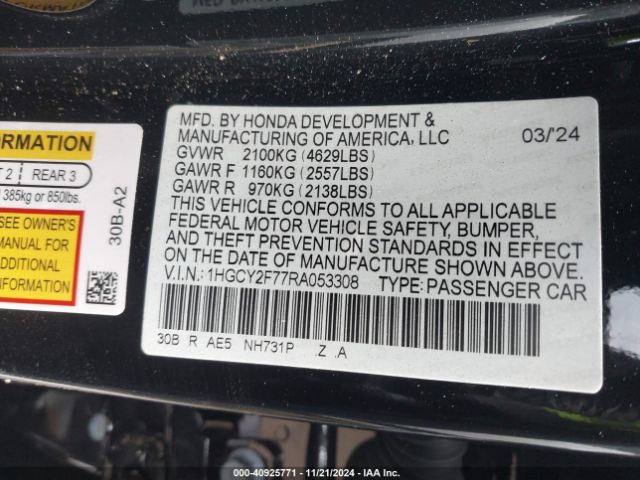 MFD. BY HONDA DEVELOPMENT &
MANUFACTURING OF AMERICA, LLC 03/'24
GVWR 2100KG (4629LBS)
GAWR F 1160KG (2557LBS)
GAWR R 970KG (2138LBS)
THIS VEHICLE CONFORMS TO ALL APPLICABLE
FEDERAL MOTOR VEHICLE SAFETY, BUMPER,
AND THEFT PREVENTION STANDARDS IN EFFECT
ON THE DATE OF MANUFACTURE SHOWN ABOVE.
V.I.N.: 1HGCY2F77RA053308 TYPE: PASSENGER CAR
30B R AE5 NH731P .Z .A
ORMATION
2 REAR 3
385kg or 850lbs.
SEE OWNER'S
MANUAL FOR
ADDITIONAL
INFORMATION
30B-A2
000-40925771 - 11/21/2024 - IAA Inc.